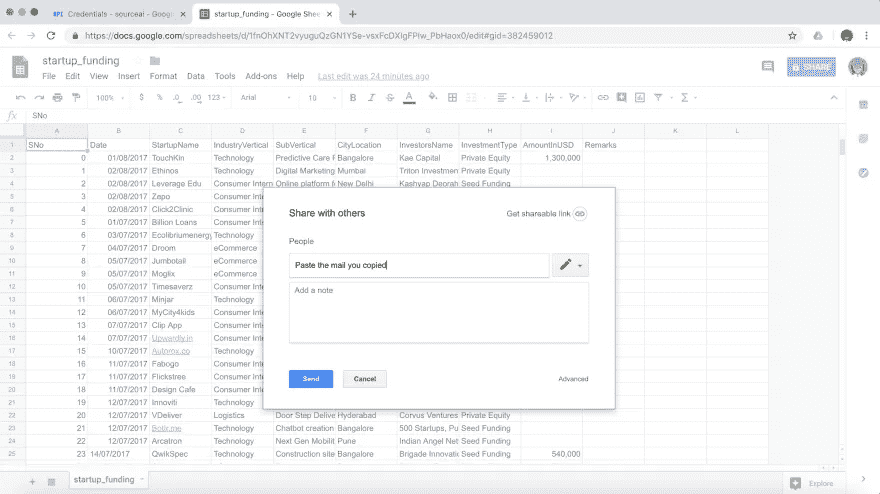 API Credentials - sourceai - Google
startup_funding - Google Shee
https://docs.google.com/spreadsheets/d/1fnOhXNT2vyuguQzGN1YSe-vsxFcDXIgFPlw_PbHaox0/edit#gid=382459012
startup_funding
File Edit View Insert Format Data Tools Add-ons Help Last edit was 24 minutes ago
SHARE
100% $ % .0 .00 123 Arial 10 B I S A
fx SNo
A B C D E F G H I J K L
1 SNo Date StartupName IndustryVertical SubVertical CityLocation InvestorsName InvestmentType AmountInUSD Remarks
2 0 01/08/2017 TouchKin Technology Predictive Care P Bangalore Kae Capital Private Equity 1,300,000
3 1 02/08/2017 Ethinos Technology Digital Marketing Mumbai Triton Investmen Private Equity
4 2 02/08/2017 Leverage Edu Consumer Intern Online platform f New Delhi Kashyap Deorah Seed Funding
5 3 02/08/2017 Zepo Consumer Inte
6 4 02/08/2017 Click2Clinic Consumer Inte
7 5 01/07/2017 Billion Loans Consumer Inte
8 6 03/07/2017 Ecolibriumenergy Technology
9 7 04/07/2017 Droom eCommerce
10 8 05/07/2017 Jumbotail eCommerce
11 9 05/07/2017 Moglix eCommerce
12 10 05/07/2017 Timesaverz Consumer Inte
13 11 06/07/2017 Minjar Technology
14 12 06/07/2017 MyCity4kids Consumer Inte
15 13 07/07/2017 Clip App Consumer Inte
16 14 07/07/2017 Upwardly.in Consumer Inte
17 15 10/07/2017 Autorox.co Technology
18 16 11/07/2017 Fabogo Consumer Inte
19 17 11/07/2017 Flickstree Consumer Inte
20 18 11/07/2017 Design Cafe Consumer Inte
21 19 12/07/2017 Innoviti Technology
22 20 12/07/2017 VDeliver Logistics Door Step Delive Hyderabad Corvus Ventures Private Equity
23 21 12/07/2017 Botix.me Technology Chatbot creation Bangalore 500 Startups, Pu Seed Funding
24 22 12/07/2017 Arcatron Technology Next Gen Mobilit Pune Indian Angel Net Seed Funding
25 23 14/07/2017 QwikSpec Technology Construction site Bangalore Brigade Innovatio Seed Funding 540,000
Share with others
Get shareable link
People
Paste the mail you copied
Add a note
Send
Cancel
Advanced
startup_funding
Explore